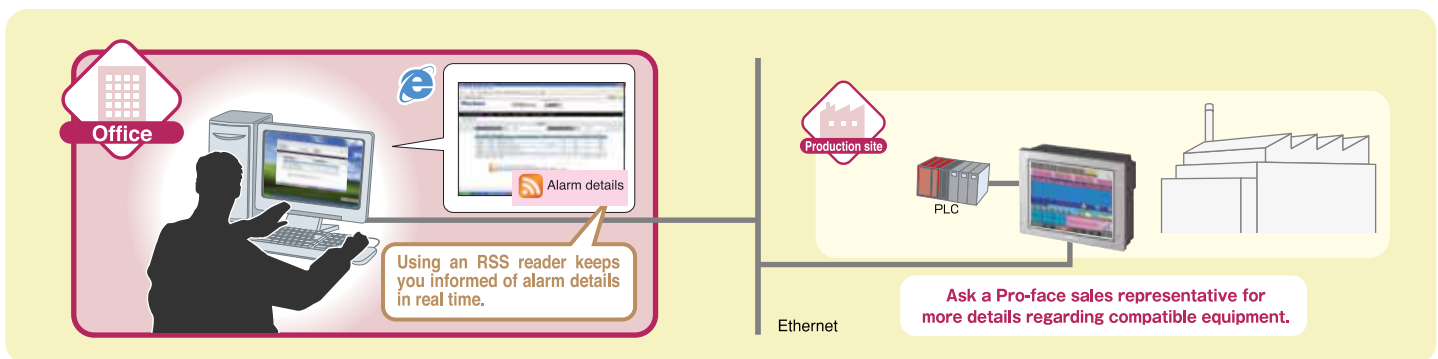 Office
Alarm details
Using an RSS reader keeps
you informed of alarm details
in real time.
Ethernet
Production site
PLC
Ask a Pro-face sales representative for
more details regarding compatible equipment.